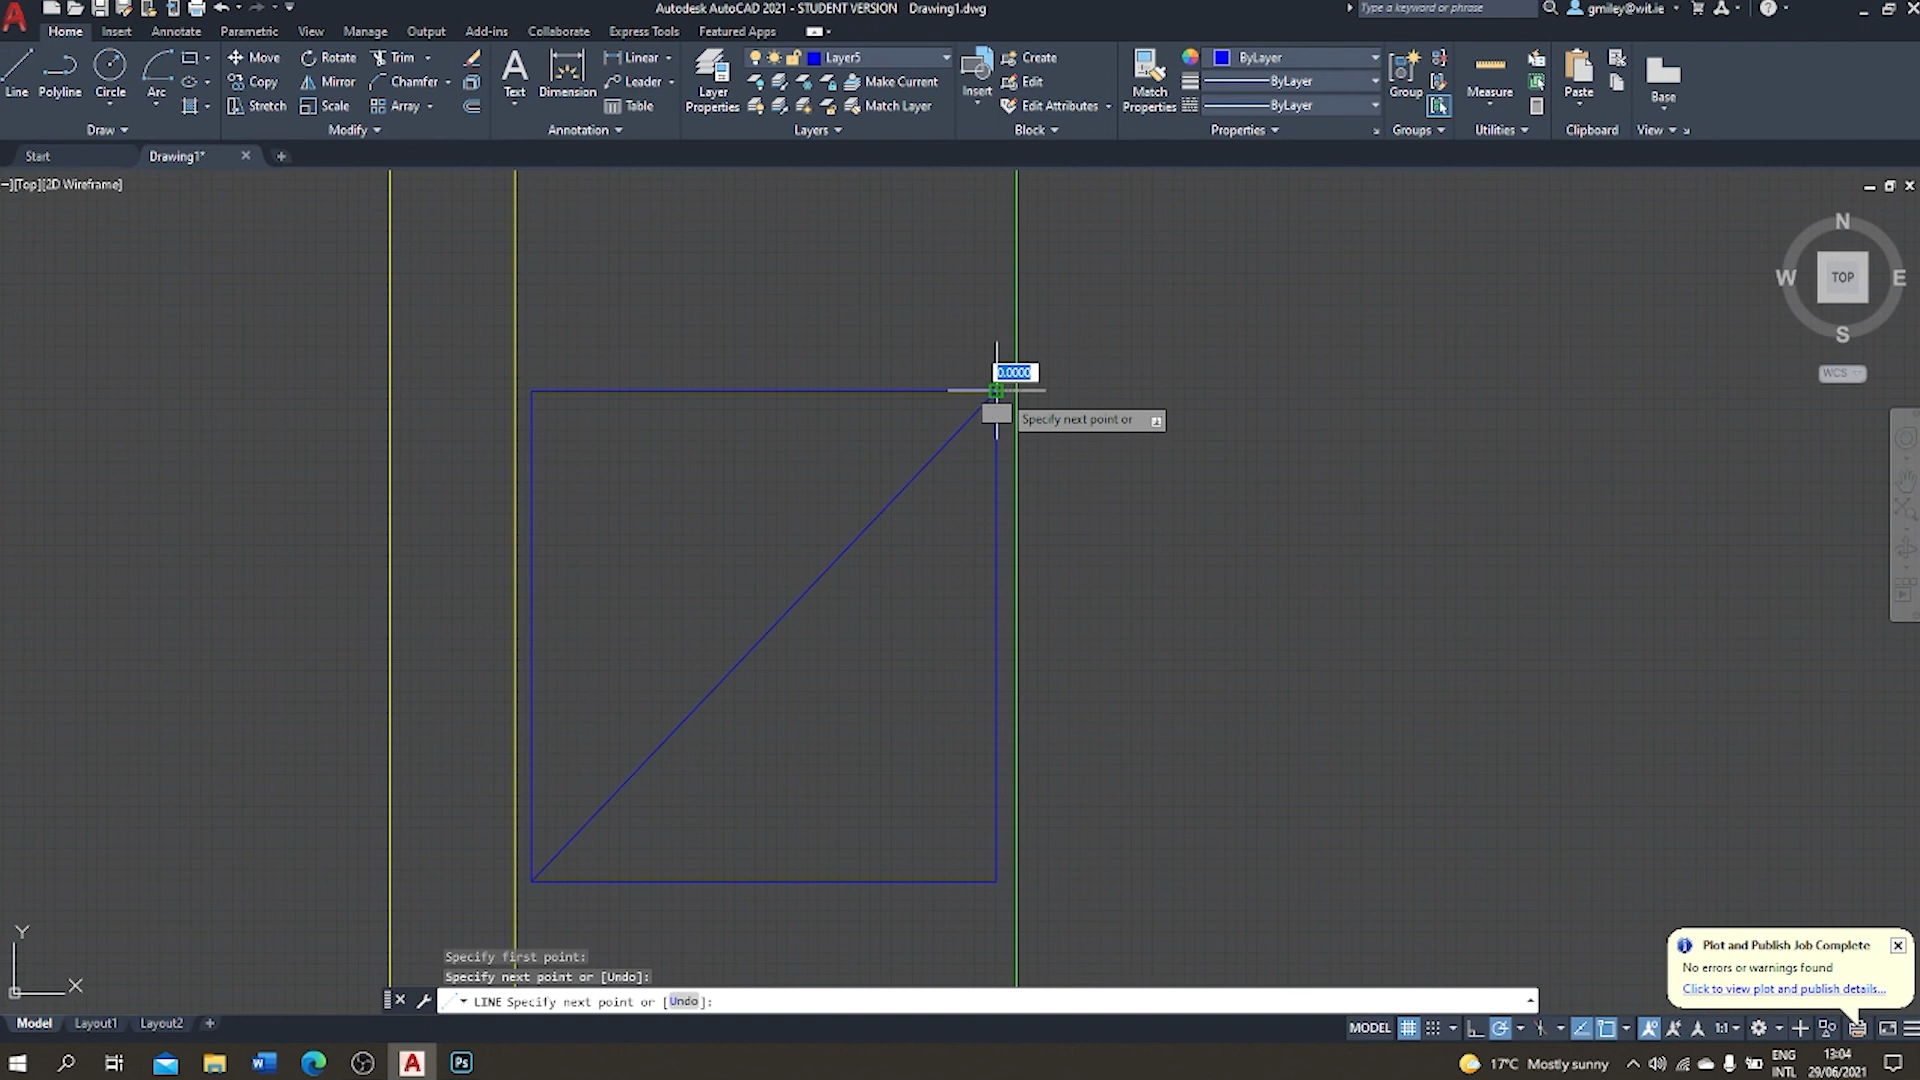 Autodesk AutoCAD 2021 - STUDENT VERSION Drawing1.dwg
Type a keyword or phrase
gmiley@wit.ie
Home Insert Annotate Parametric View Manage Output Add-ins Collaborate Express Tools Featured Apps
Line Polyline Circle Arc
Move Rotate Trim
Copy Mirror Chamfer
Stretch Scale Array
Draw Modify
Text Dimension
Linear
Leader
Table
Annotation
Layer Properties
Layer5
Make Current
Match Layer
Layers
Insert
Create
Edit
Edit Attributes
Block
Match Properties
ByLayer
ByLayer
ByLayer
Properties
Group
Groups
Measure
Utilities
Paste
Clipboard
Base
View
Start Drawing1*
[Top][2D Wireframe]
N
W TOP E
S
WCS
0.0000
Specify next point or
Y
X
Specify first point:
Specify next point or [Undo]:
LINE Specify next point or [Undo]:
Plot and Publish Job Complete
No errors or warnings found
Click to view plot and publish details...
Model Layout1 Layout2
MODEL
1:1
17°C Mostly sunny
ENG
INTL
13:04
29/06/2021